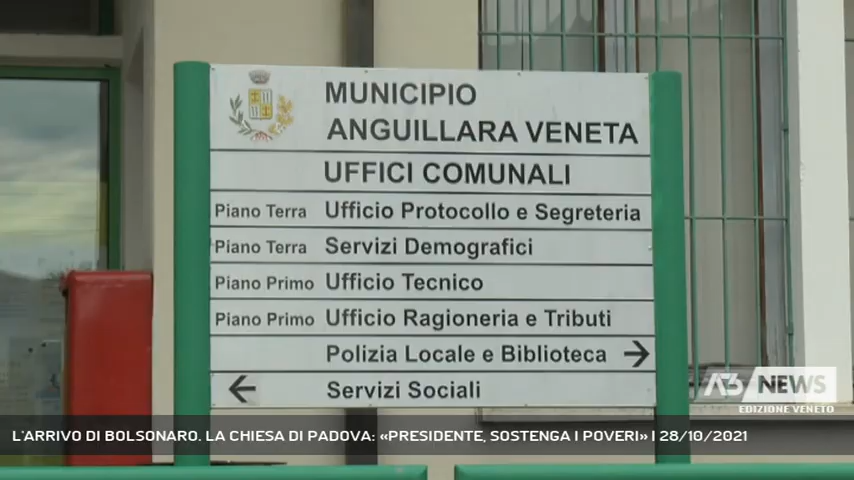 MUNICIPIO
ANGUILLARA VENETA
UFFICI COMUNALI
Piano Terra Ufficio Protocollo e Segreteria
Piano Terra Servizi Demografici
Piano Primo Ufficio Tecnico
Piano Primo Ufficio Ragioneria e Tributi
Polizia Locale e Biblioteca
Servizi Sociali
A3 NEWS
EDIZIONE VENETO
L'ARRIVO DI BOLSONARO. LA CHIESA DI PADOVA: «PRESIDENTE, SOSTENGA I POVERI» | 28/10/2021